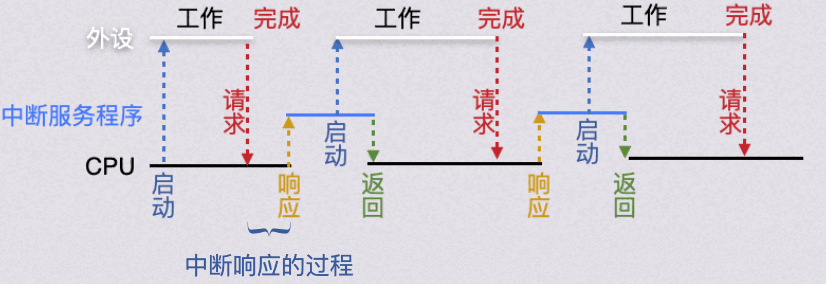 工作 完成 工作 完成 工作 完成
外设
请求 请求 请求
中断服务程序
启动 启动
CPU
启动 响应 返回 响应 返回
中断响应的过程